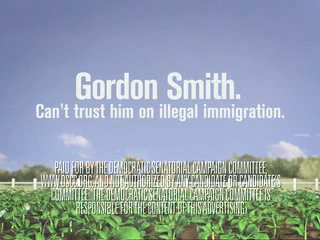 Gordon Smith.
Can't trust him on illegal immigration.
PAID FOR BY THE DEMOCRATIC SENATORIAL CAMPAIGN COMMITTEE,
WWW.DSCC.ORG, AND NOT AUTHORIZED BY ANY CANDIDATE OR CANDIDATE'S
COMMITTEE. THE DEMOCRATIC SENATORIAL CAMPAIGN COMMITTEE IS
RESPONSIBLE FOR THE CONTENT OF THIS ADVERTISING.